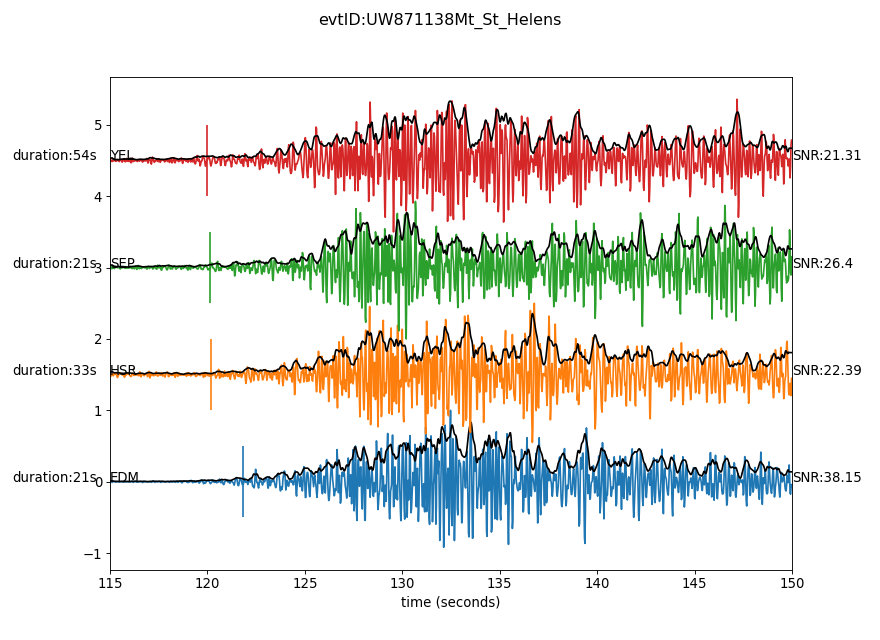 evtID:UW871138Mt_St_Helens
5
duration:54s YEL SNR:21.31
4
duration:21s 3 SEP SNR:26.4
2
duration:33s HSR SNR:22.39
1
duration:21s 0 EDM SNR:38.15
−1
115 120 125 130 135 140 145 150
time (seconds)